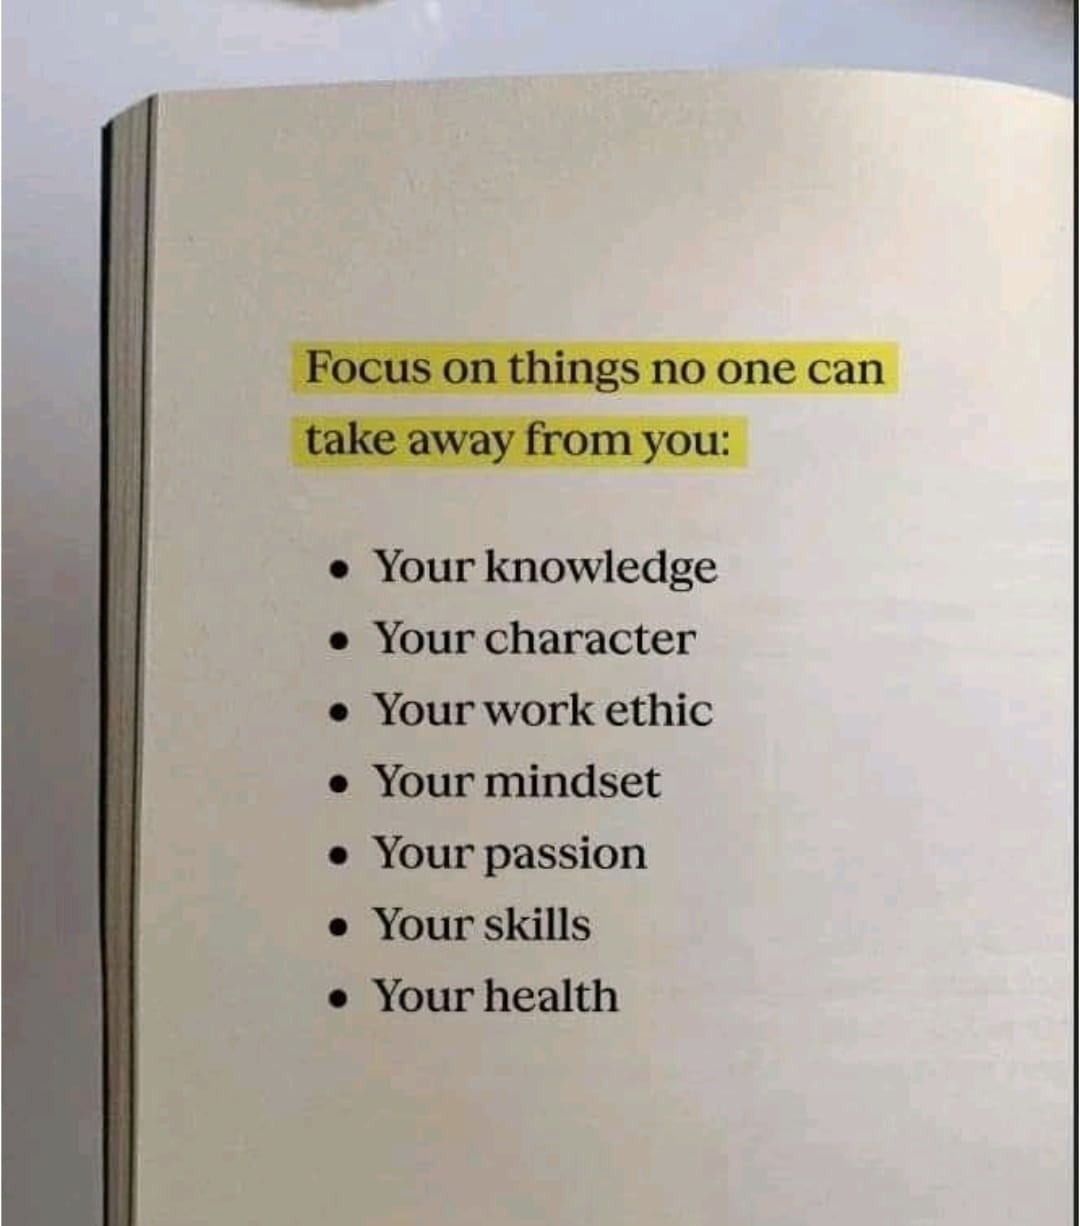 Focus on things no one can
take away from you:
• Your knowledge
• Your character
• Your work ethic
• Your mindset
• Your passion
• Your skills
• Your health